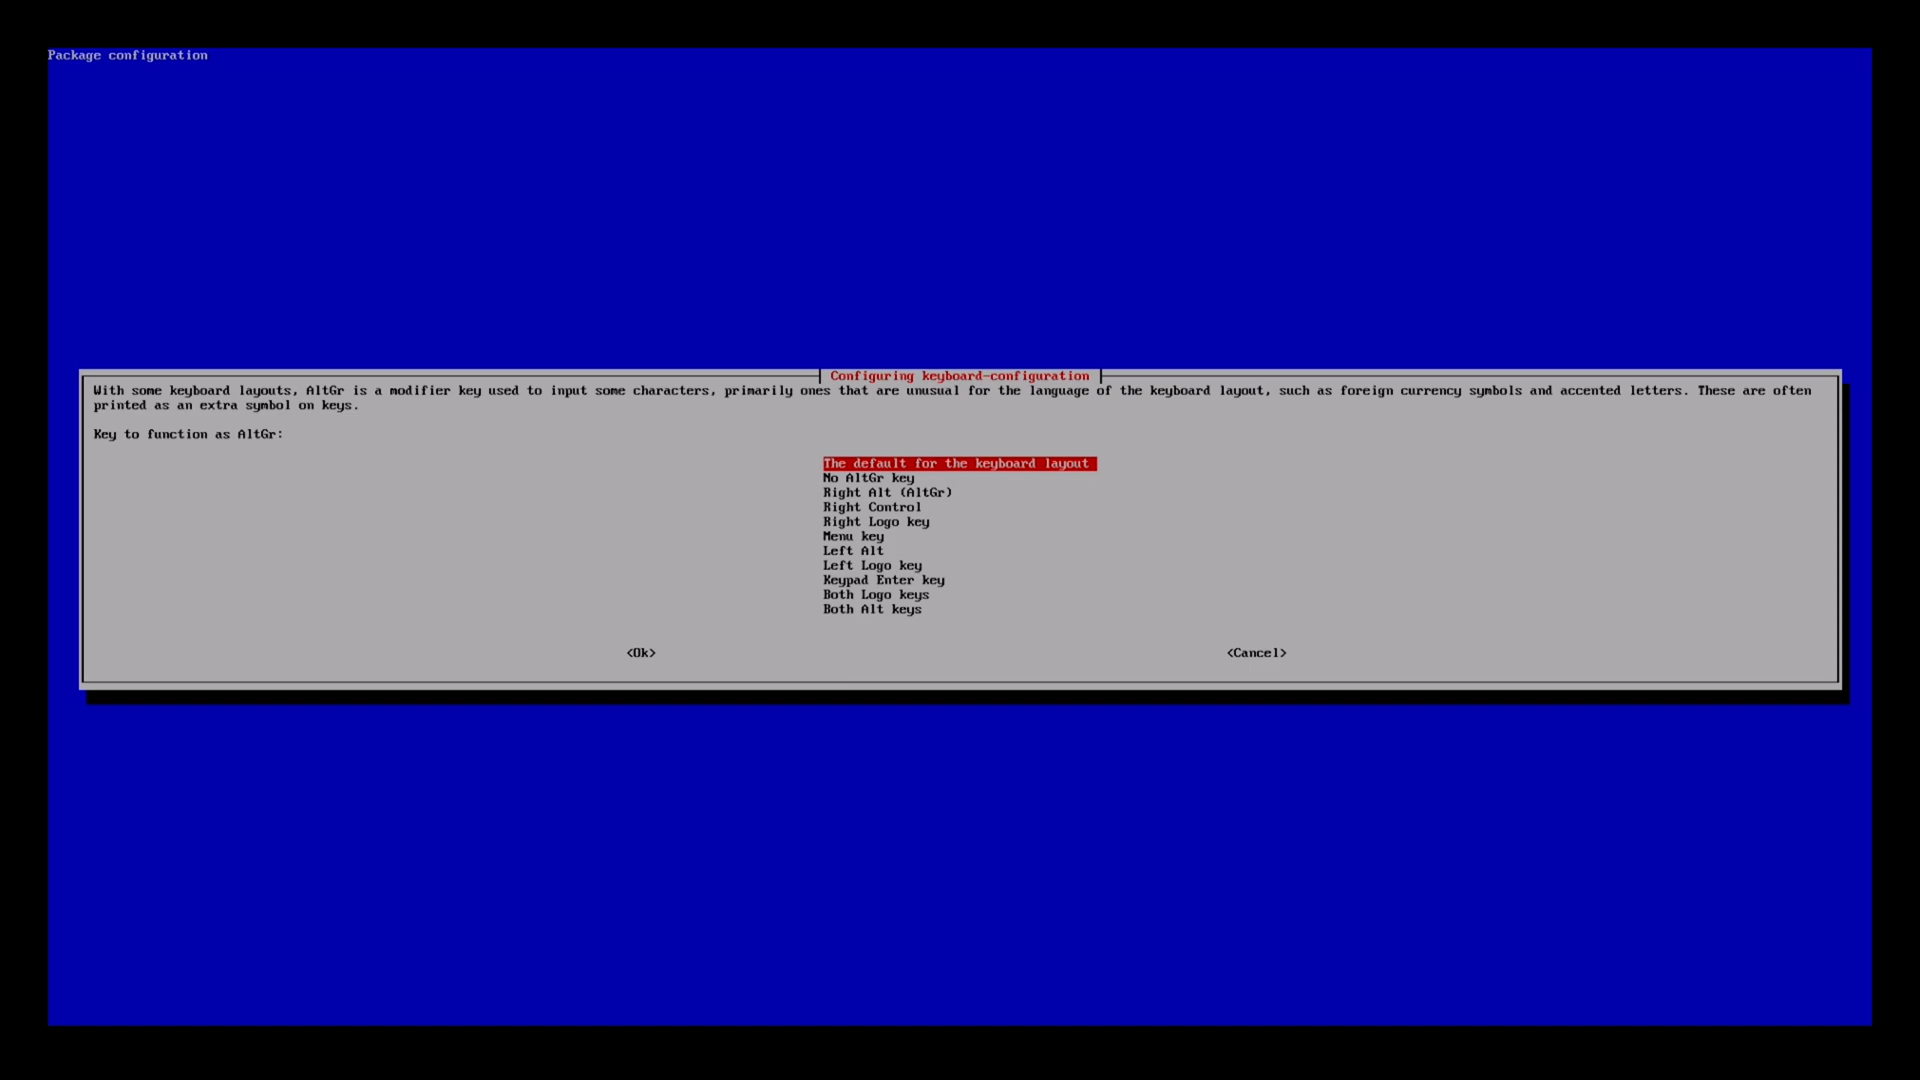 Package configuration
Configuring keyboard-configuration
With some keyboard layouts, AltGr is a modifier key used to input some characters, primarily ones that are unusual for the language of the keyboard layout, such as foreign currency symbols and accented letters. These are often
printed as an extra symbol on keys.
Key to function as AltGr:
The default for the keyboard layout
No AltGr key
Right Alt (AltGr)
Right Control
Right Logo key
Menu key
Left Alt
Left Logo key
Keypad Enter key
Both Logo keys
Both Alt keys
<Ok> <Cancel>